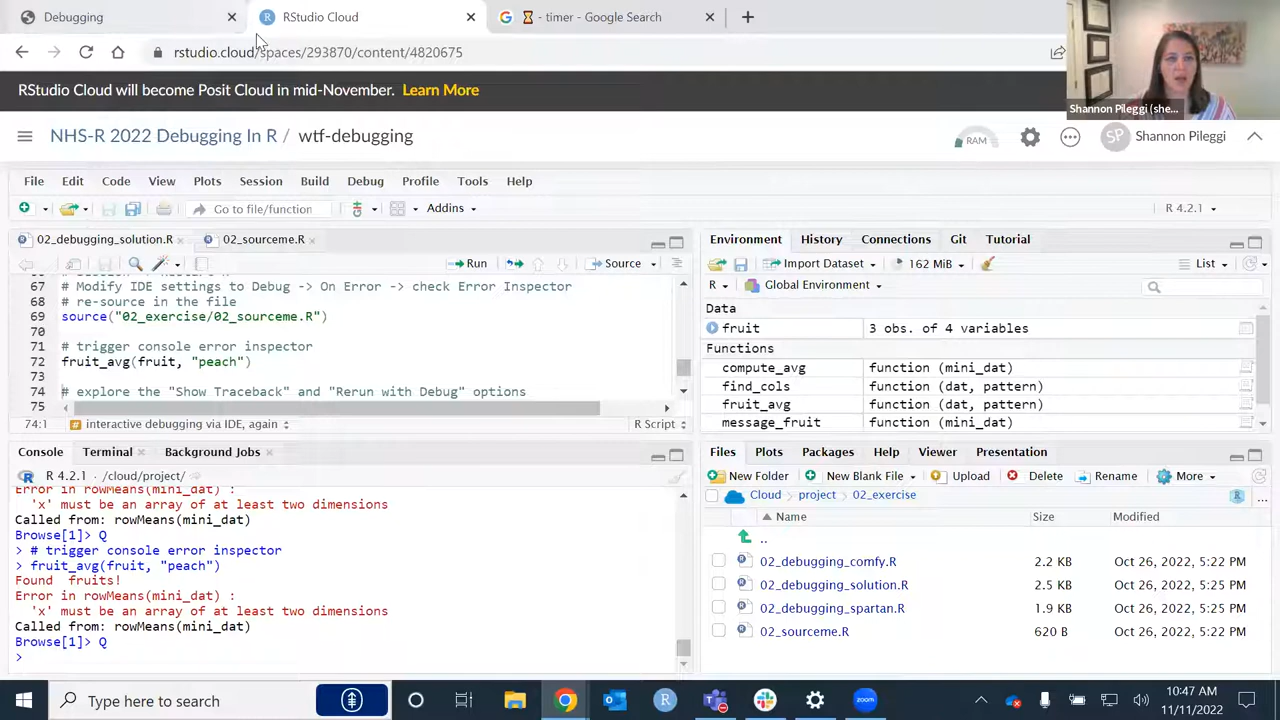 Debugging
RStudio Cloud
- timer - Google Search
rstudio.cloud/spaces/293870/content/4820675
RStudio Cloud will become Posit Cloud in mid-November. Learn More
Shannon Pileggi (she...
NHS-R 2022 Debugging In R / wtf-debugging
RAM
SP
Shannon Pileggi
File Edit Code View Plots Session Build Debug Profile Tools Help
Go to file/function
Addins
R 4.2.1
02_debugging_solution.R
02_sourceme.R
Run
Source
67 # Modify IDE settings to Debug -> On Error -> check Error Inspector
68 # re-source in the file
69 source("02_exercise/02_sourceme.R")
70
71 # trigger console error inspector
72 fruit_avg(fruit, "peach")
73
74 # explore the "Show Traceback" and "Rerun with Debug" options
75
74:1 # interactive debugging via IDE, again R Script
Console Terminal Background Jobs
R 4.2.1 · /cloud/project/
Error in rowMeans(mini_dat) :
'x' must be an array of at least two dimensions
Called from: rowMeans(mini_dat)
Browse[1]> Q
> # trigger console error inspector
> fruit_avg(fruit, "peach")
Found fruits!
Error in rowMeans(mini_dat) :
'x' must be an array of at least two dimensions
Called from: rowMeans(mini_dat)
Browse[1]> Q
>
Environment History Connections Git Tutorial
Import Dataset 162 MiB List
R Global Environment
Data
fruit 3 obs. of 4 variables
Functions
compute_avg function (mini_dat)
find_cols function (dat, pattern)
fruit_avg function (dat, pattern)
message_fruit function (mini_dat)
Files Plots Packages Help Viewer Presentation
New Folder New Blank File Upload Delete Rename More
Cloud project 02_exercise
Name Size Modified
..
02_debugging_comfy.R 2.2 KB Oct 26, 2022, 5:22 PM
02_debugging_solution.R 2.5 KB Oct 26, 2022, 5:25 PM
02_debugging_spartan.R 1.9 KB Oct 26, 2022, 5:22 PM
02_sourceme.R 620 B Oct 26, 2022, 5:22 PM
Type here to search
10:47 AM
11/11/2022